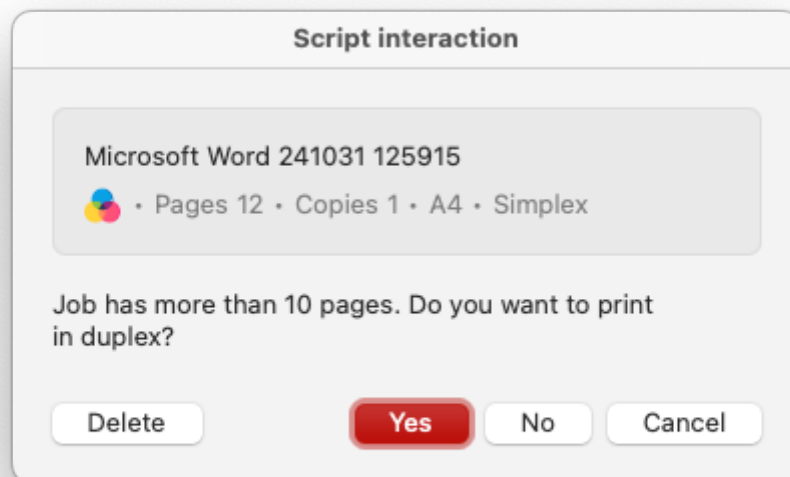 Script interaction
Microsoft Word 241031 125915
• Pages 12 • Copies 1 • A4 • Simplex
Job has more than 10 pages. Do you want to print
in duplex?
Delete Yes No Cancel